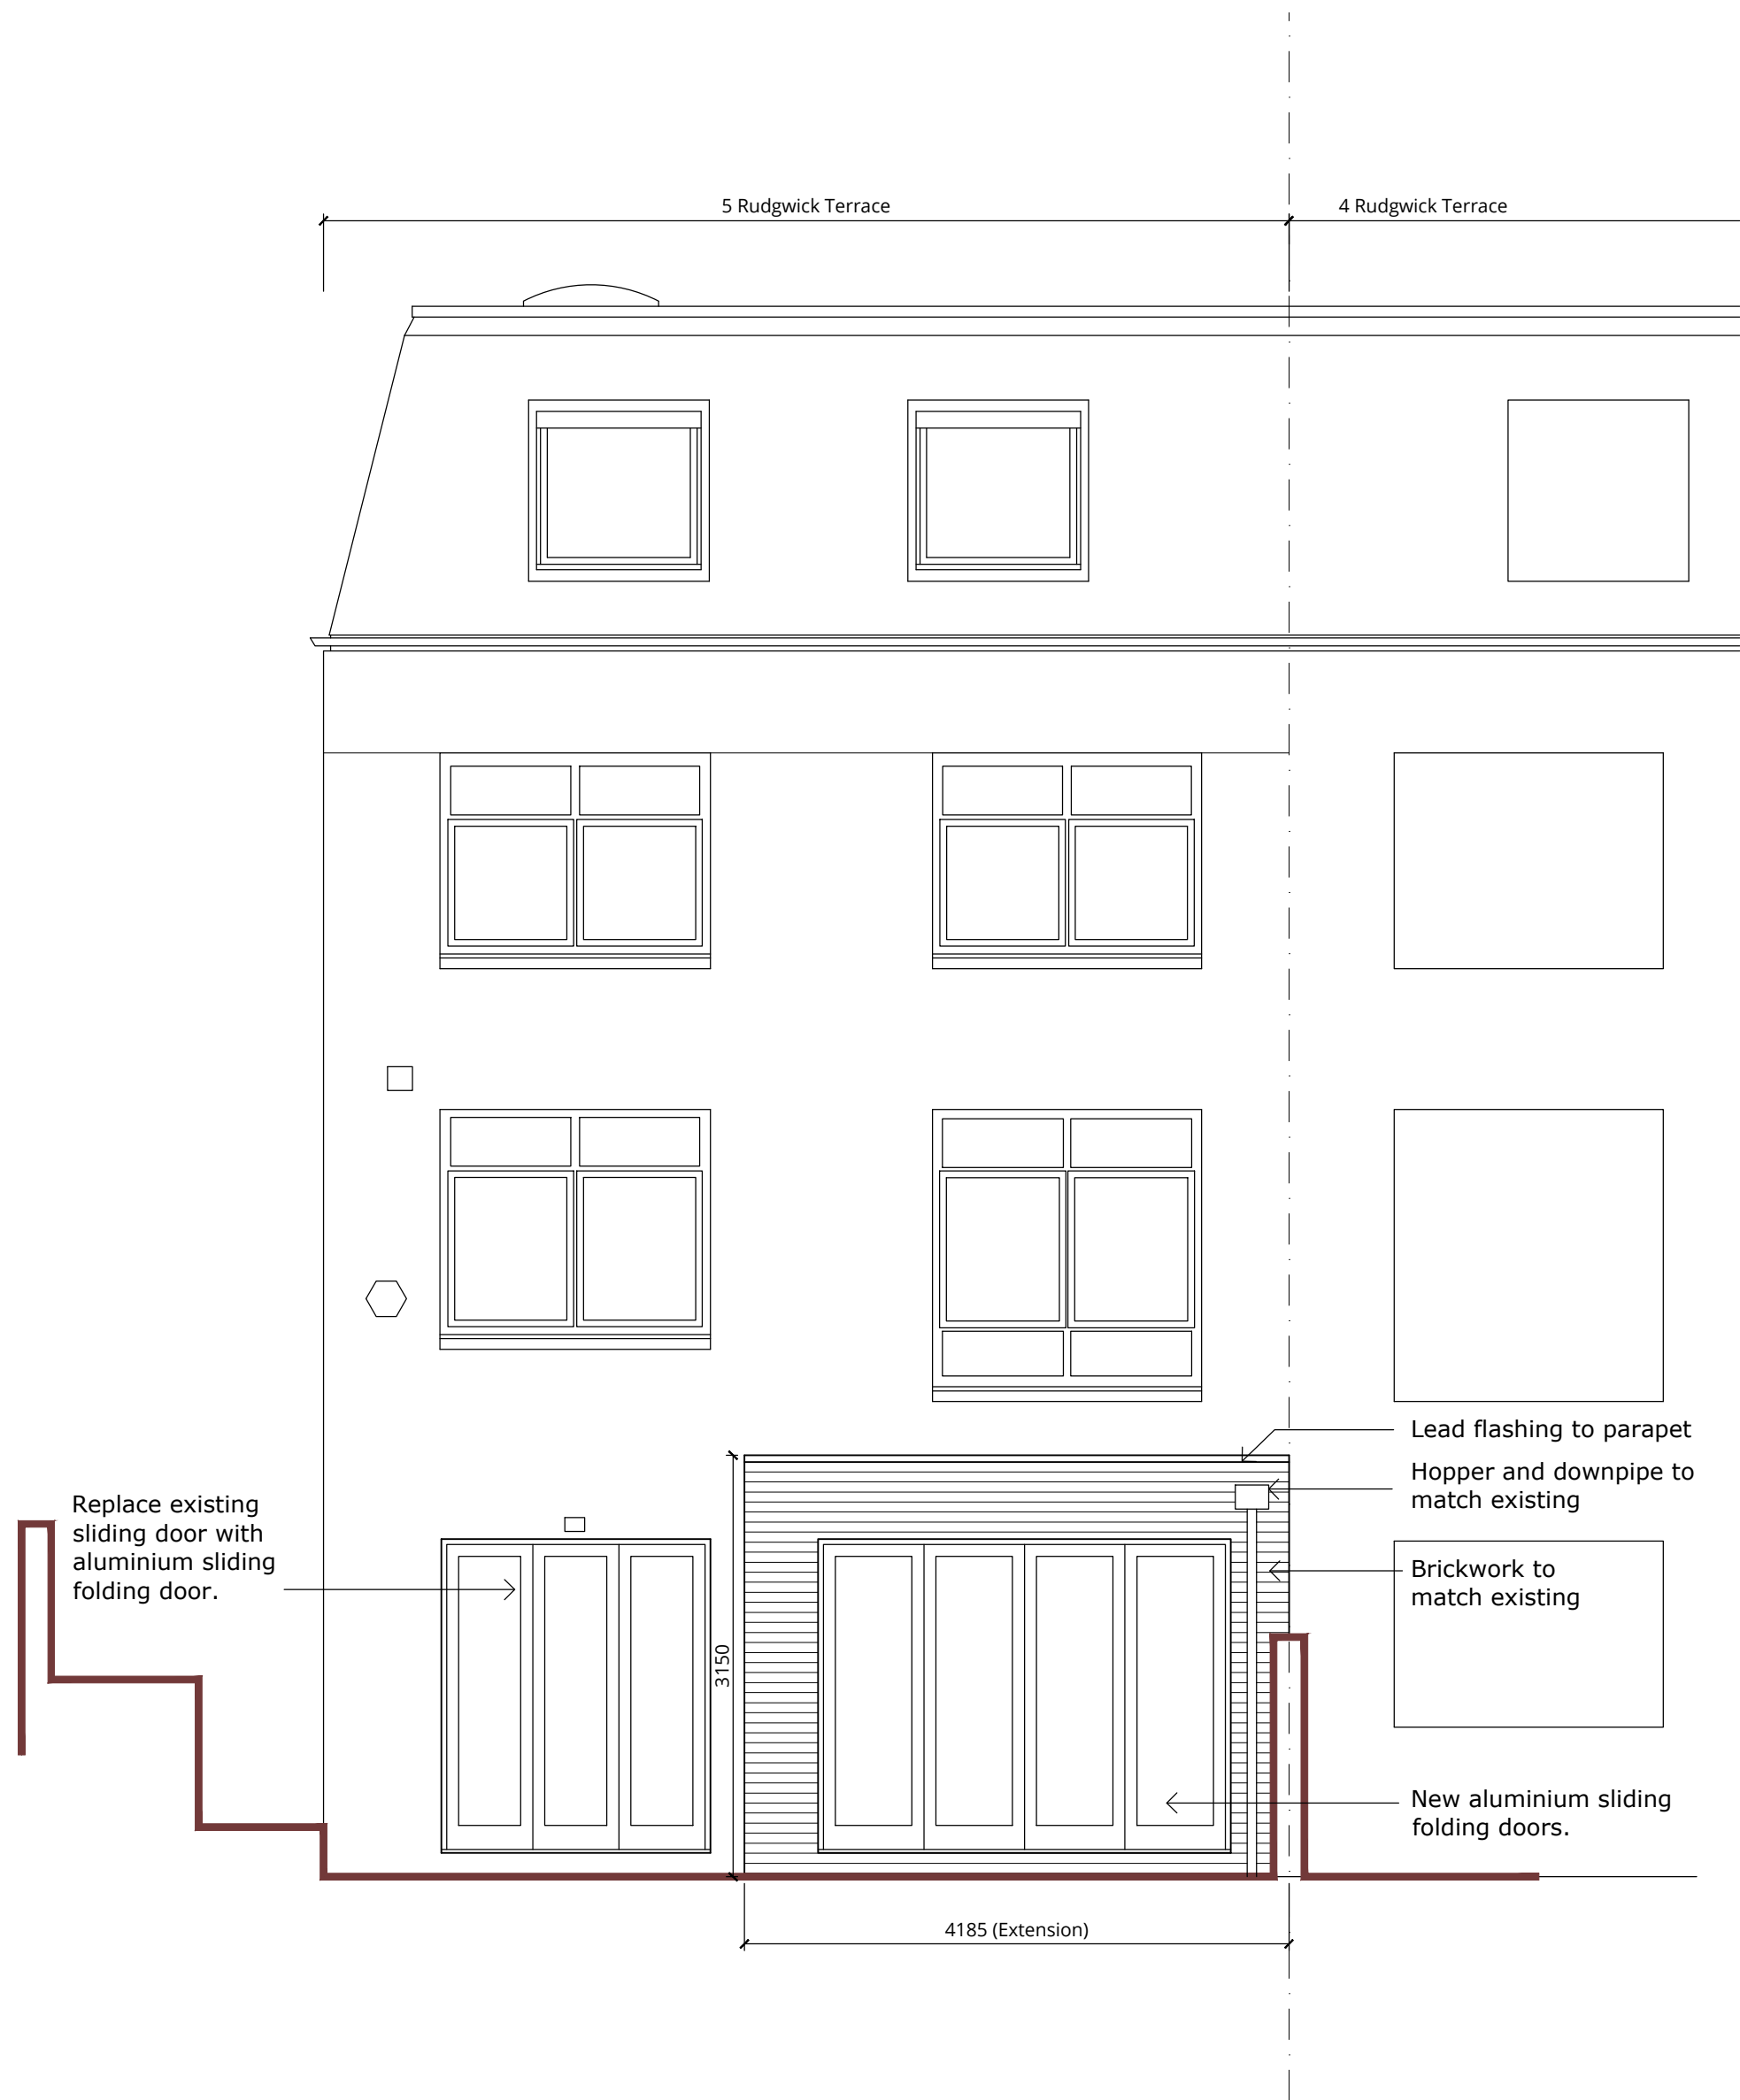 5 Rudgwick Terrace
4 Rudgwick Terrace
Lead flashing to parapet
Hopper and downpipe to
match existing
Replace existing
sliding door with
aluminium sliding
folding door.
Brickwork to
match existing
3150
New aluminium sliding
folding doors.
4185 (Extension)